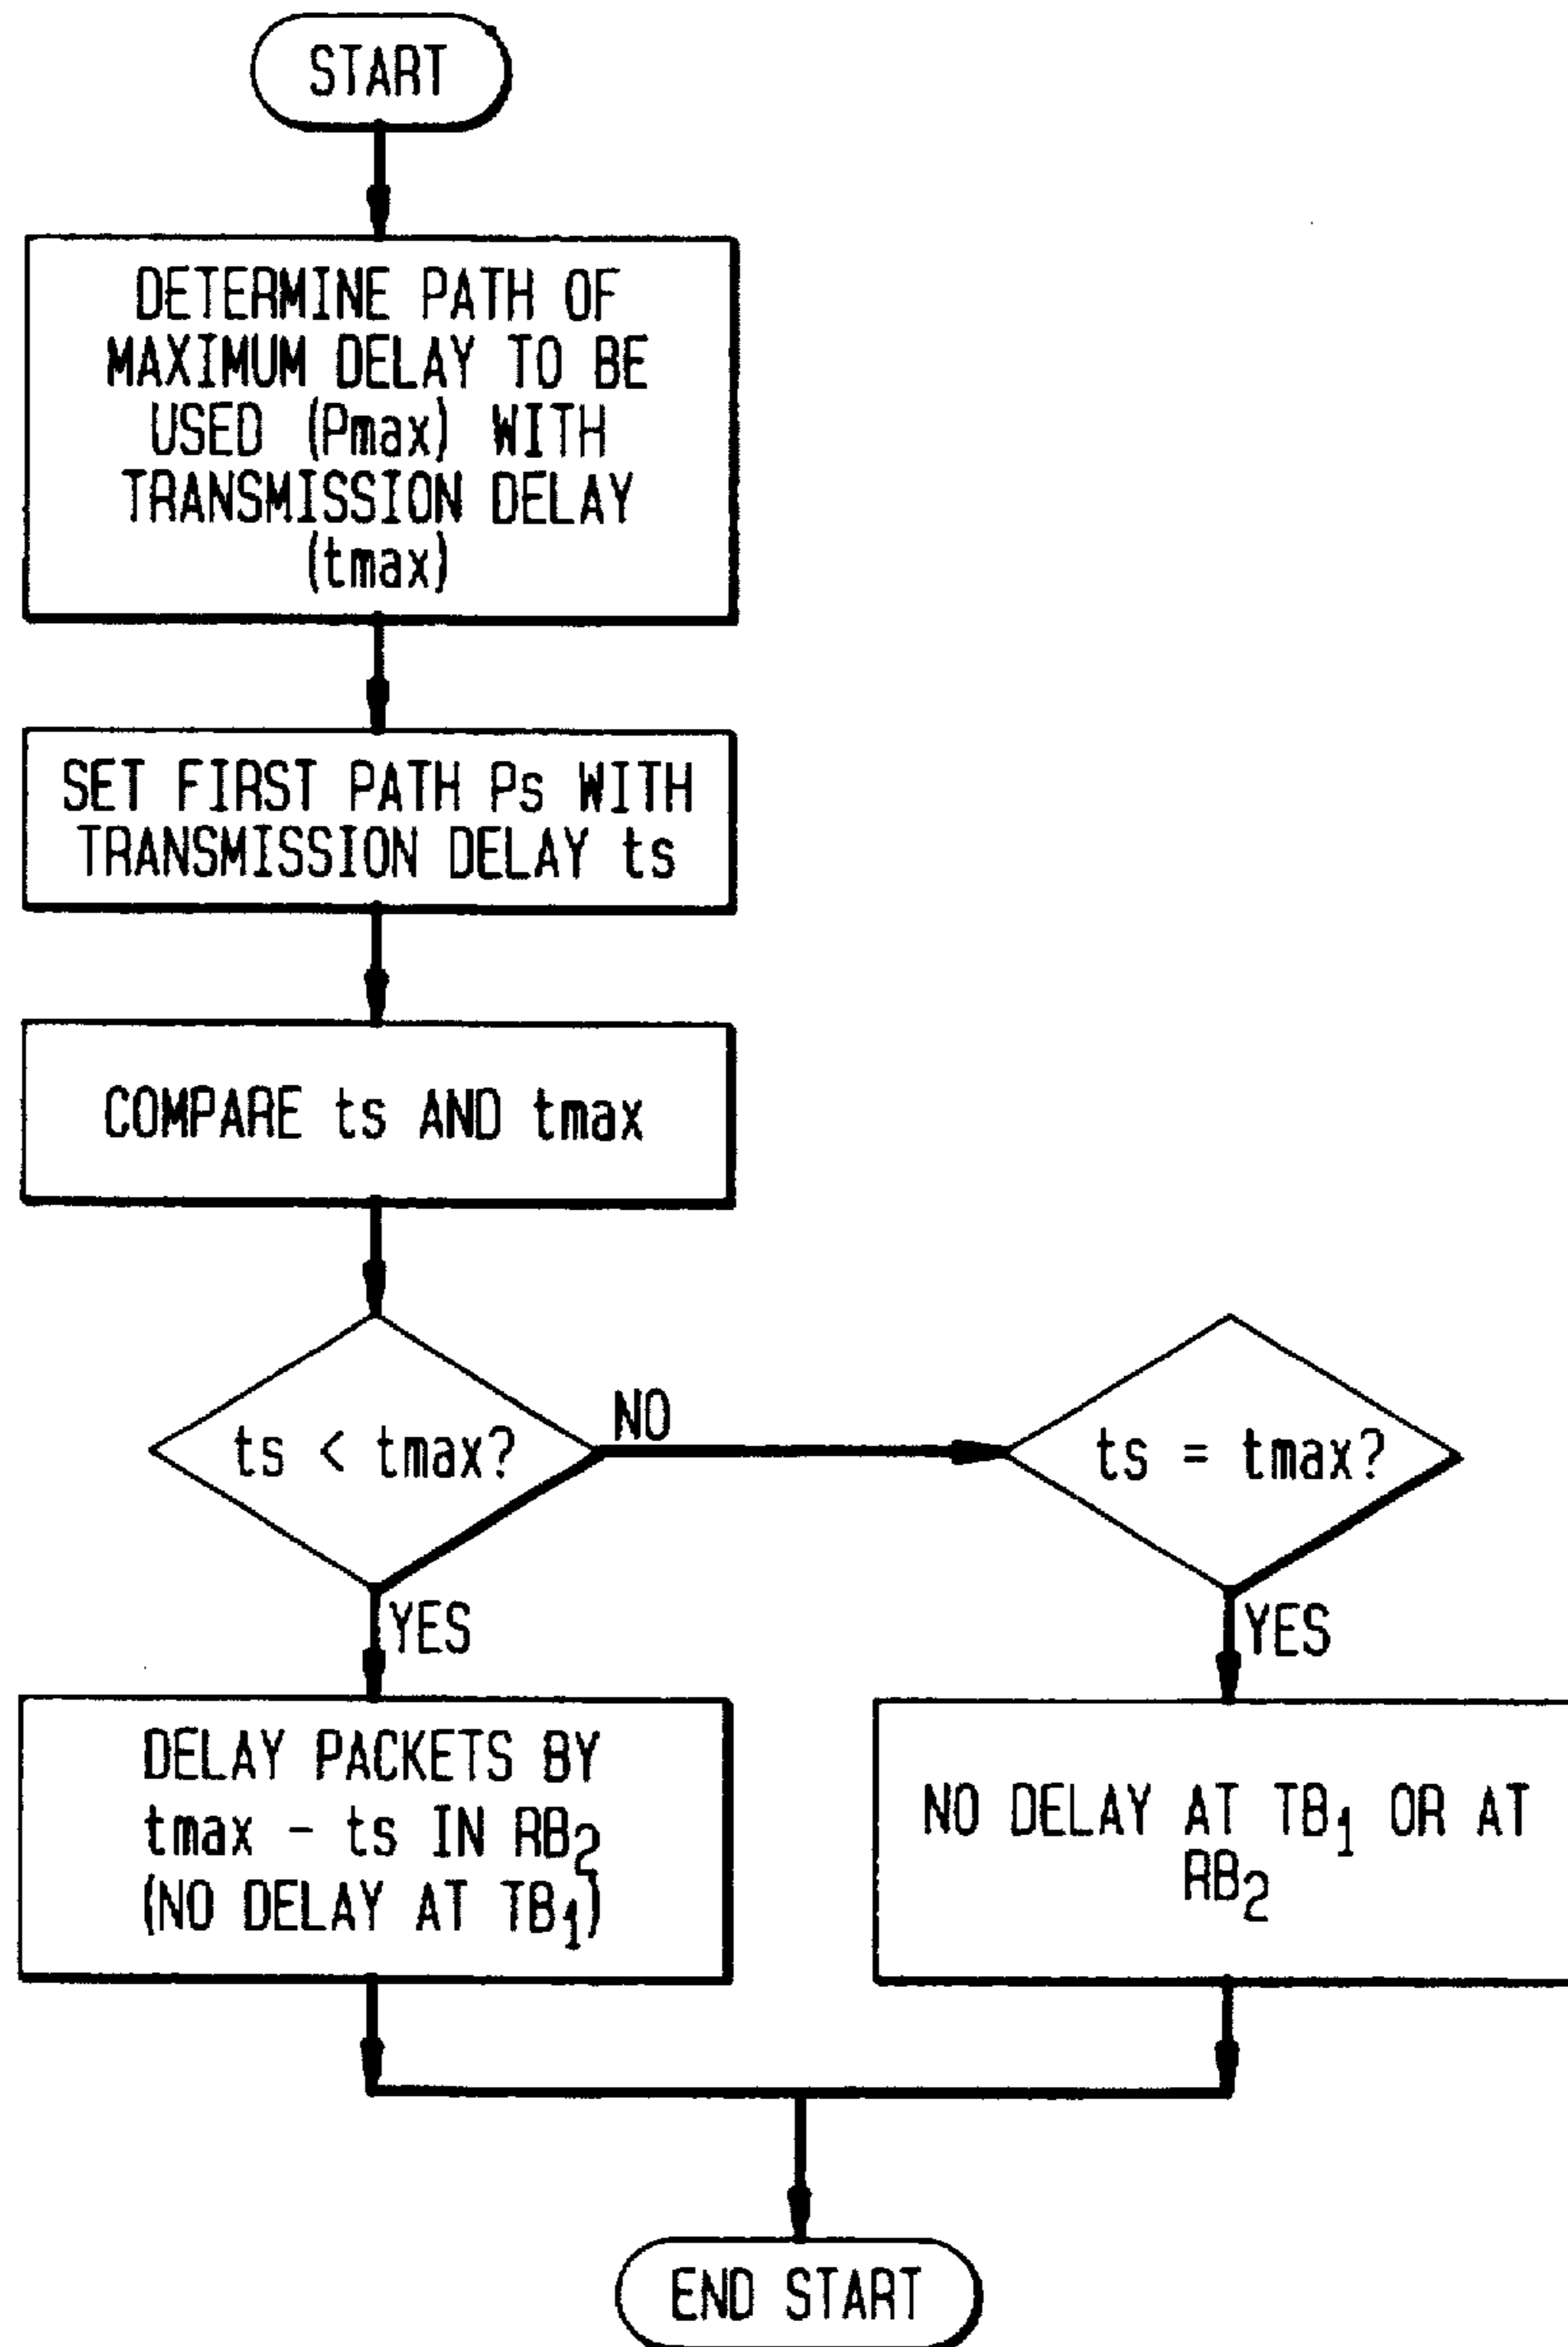 START
DETERMINE PATH OF
MAXIMUM DELAY TO BE
USED (Pmax) WITH
TRANSMISSION DELAY
(tmax)
SET FIRST PATH Ps WITH
TRANSMISSION DELAY ts
COMPARE ts AND tmax
ts < tmax?
NO
ts = tmax?
YES
YES
DELAY PACKETS BY
tmax - ts IN RB2
(NO DELAY AT TB1)
NO DELAY AT TB1 OR AT
RB2
END START